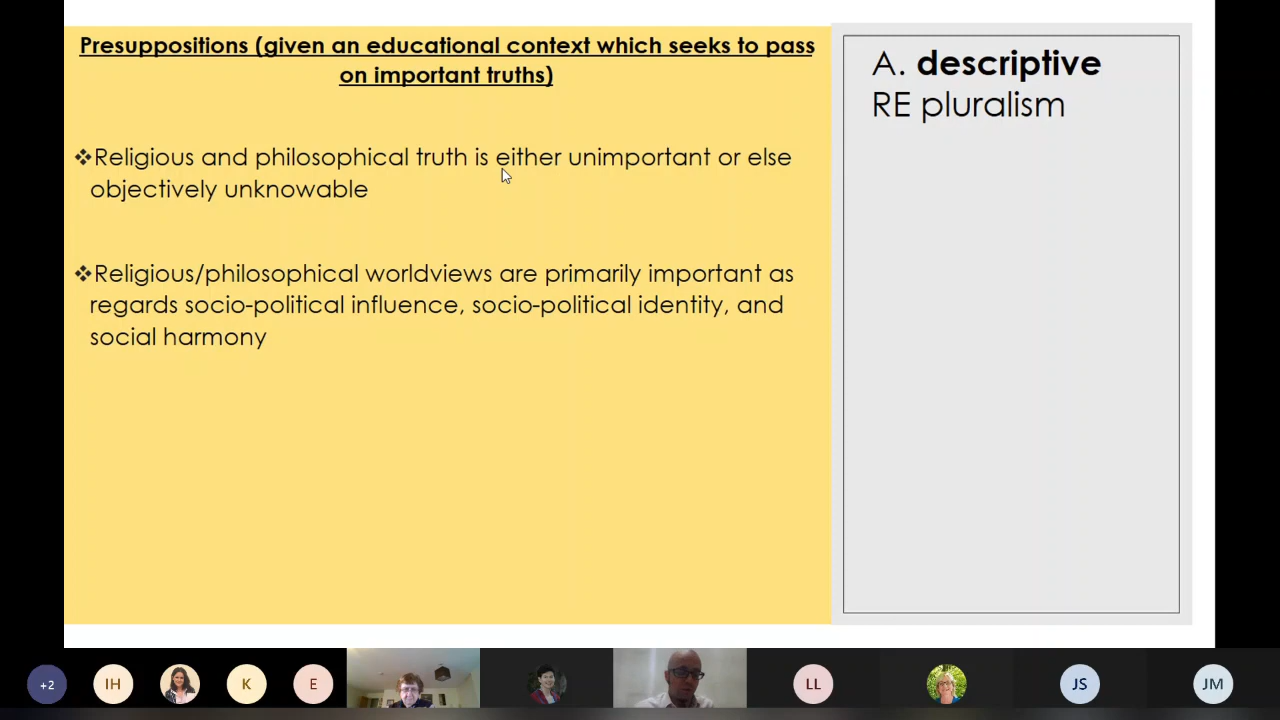 Presuppositions (given an educational context which seeks to pass
on important truths)
❖Religious and philosophical truth is either unimportant or else
objectively unknowable
❖Religious/philosophical worldviews are primarily important as
regards socio-political influence, socio-political identity, and
social harmony
A. descriptive
RE pluralism
+2
IH
K
E
LL
JS
JM